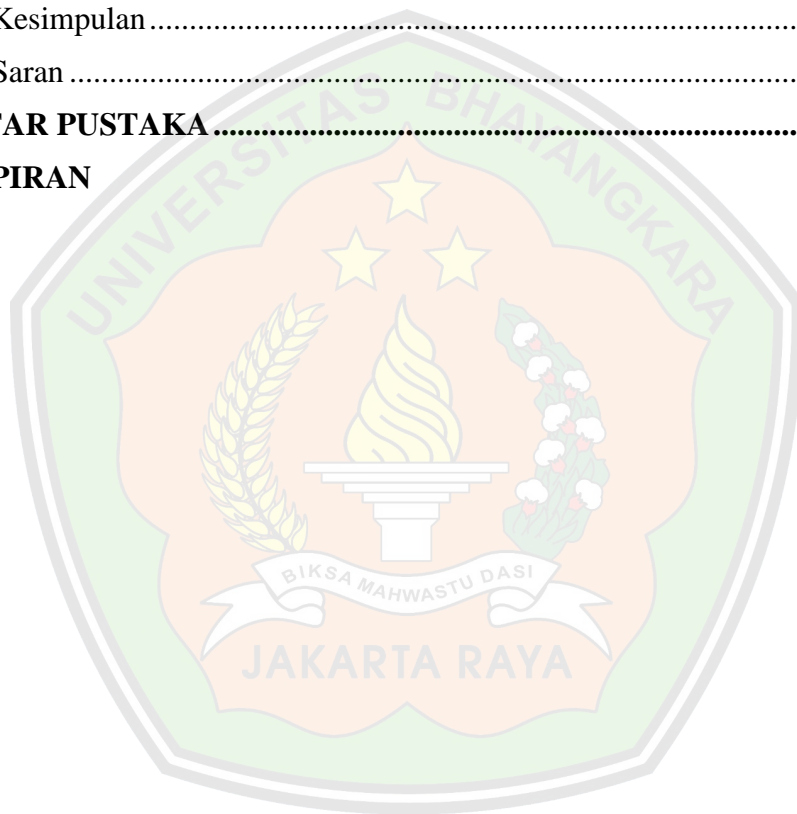 Kesimpulan........................................................................................
Saran..................................................................................................
TAR PUSTAKA........................................................................
PIRAN
UNIVERSITAS BHAYANGKARA
BIKSA MAHWASTU DASI
JAKARTA RAYA